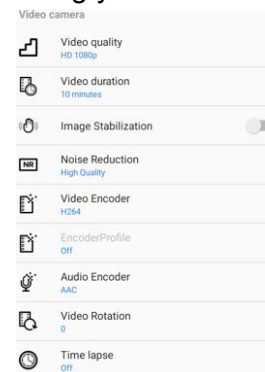 Video camera
Video quality
HD 1080p
Video duration
10 minutes
Image Stabilization
NR
Noise Reduction
High Quality
Video Encoder
H264
EncoderProfile
Off
Audio Encoder
AAC
Video Rotation
0
Time lapse
Off